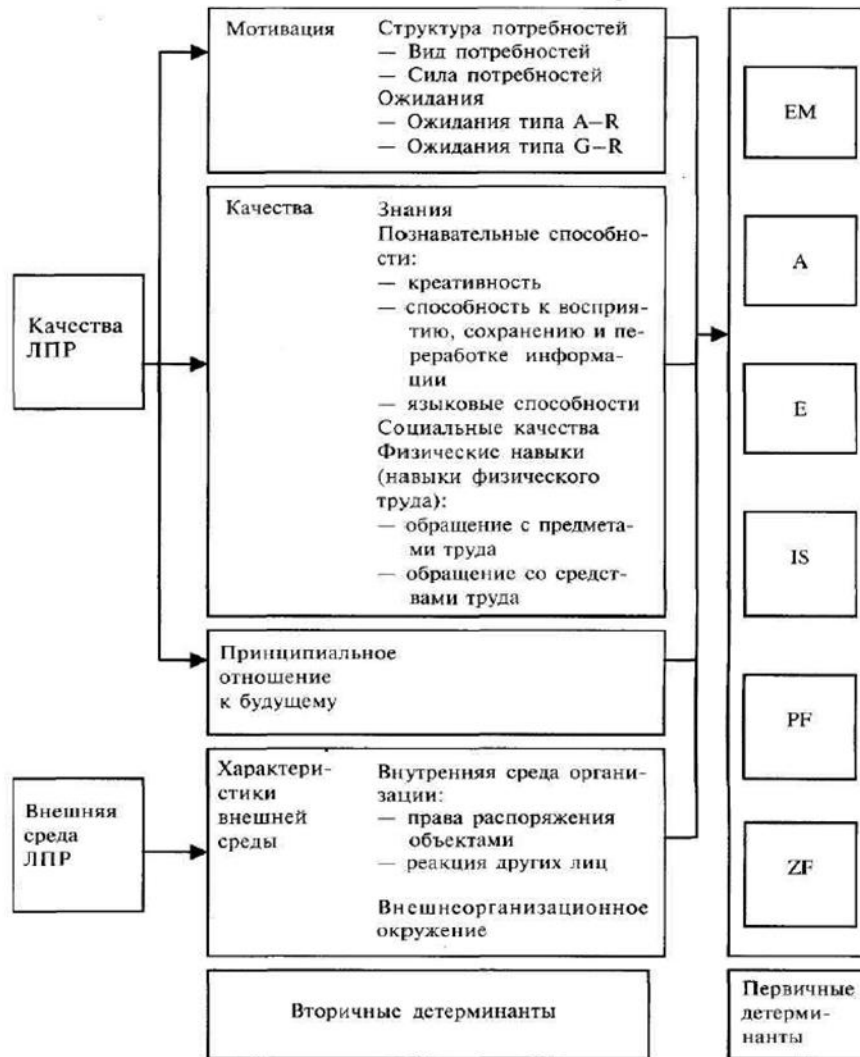 Мотивация
Структура потребностей
— Вид потребностей
— Сила потребностей
Ожидания
— Ожидания типа A—R
— Ожидания типа G—R
Качества
Знания
Познавательные способно-
сти:
— креативность
— способность к восприя-
тию, сохранению и пе-
реработке информа-
ции
— языковые способности
Социальные качества
Физические навыки
(навыки физического
труда):
— обращение с предмета-
ми труда
— обращение со средст-
вами труда
Качества
ЛПР
Принципиальное
отношение
к будущему
Внешняя
среда
ЛПР
Характери-
стики
внешней
среды
Внутренняя среда органи-
зации:
— права распоряжения
объектами
— реакция других лиц
Внешнеорганизационное
окружение
EM
A
E
IS
PF
ZF
Вторичные детерминанты
Первичные
детерми-
нанты